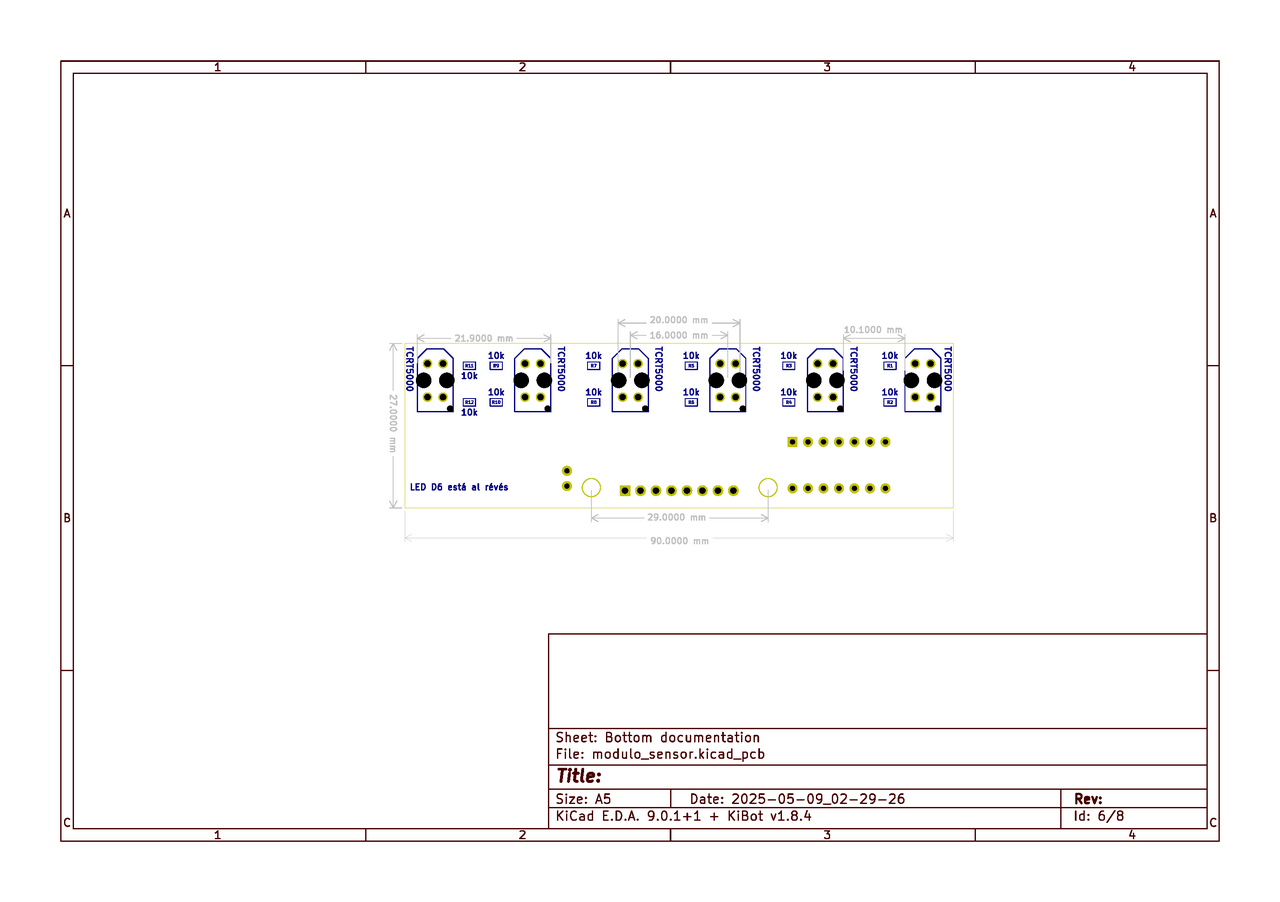 1 2 3 4
A A
B B
C C
20.0000 mm
16.0000 mm
21.9000 mm
10.1000 mm
27.0000 mm
TCRT5000 TCRT5000 TCRT5000 TCRT5000 TCRT5000 TCRT5000
10k 10k 10k 10k 10k
R11 R9 R7 R5 R3 R1
10k
10k 10k 10k 10k 10k
R12 R10 R8 R6 R4 R2
10k
LED D6 está al révés
29.0000 mm
90.0000 mm
Sheet: Bottom documentation
File: modulo_sensor.kicad_pcb
Title:
Size: A5 Date: 2025-05-09_02-29-26 Rev:
KiCad E.D.A. 9.0.1+1 + KiBot v1.8.4 Id: 6/8
1 2 3 4